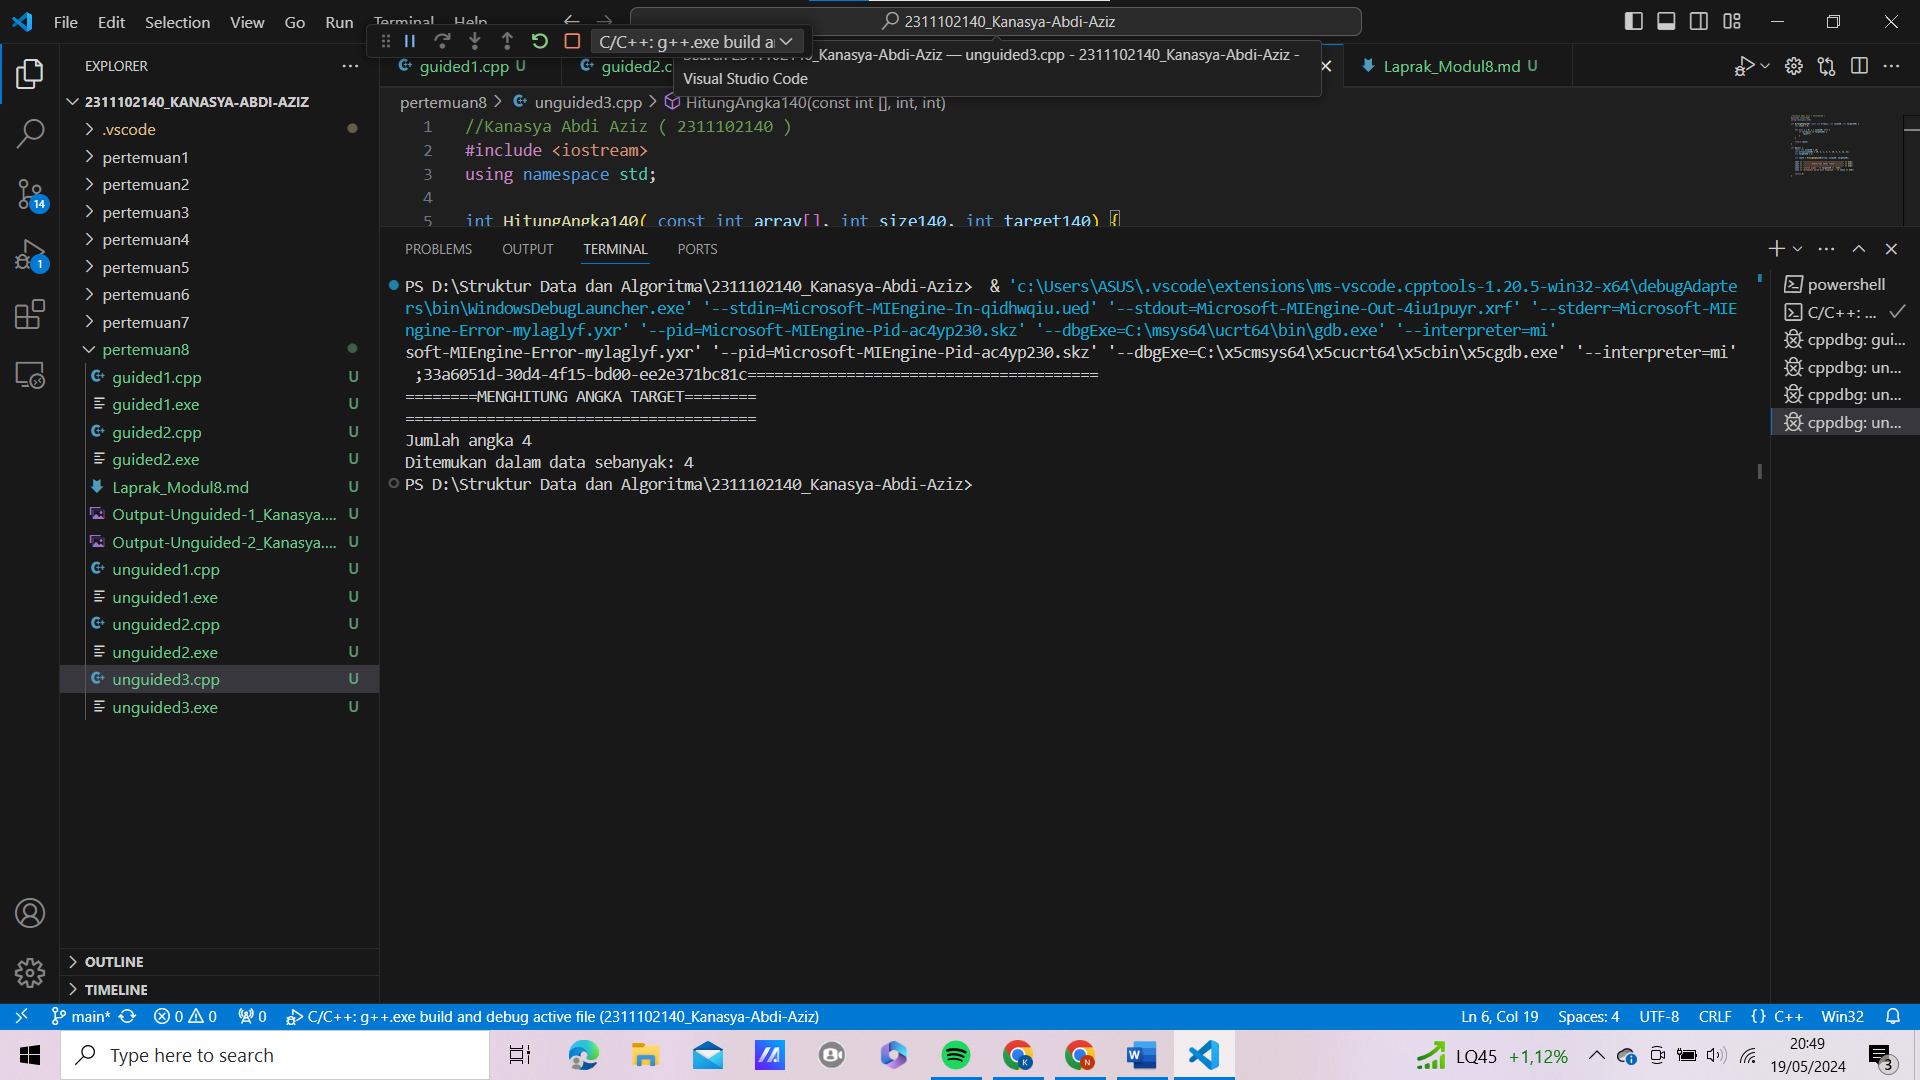 File Edit Selection View Go Run Terminal Help
2311102140_Kanasya-Abdi-Aziz
C/C++: g++.exe build a
2311102140_Kanasya-Abdi-Aziz — unguided3.cpp - 2311102140_Kanasya-Abdi-Aziz -
Visual Studio Code
EXPLORER
guided1.cpp U
guided2.c
Laprak_Modul8.md U
pertemuan8 > unguided3.cpp > HitungAngka140(const int [], int, int)
1 //Kanasya Abdi Aziz ( 2311102140 )
2 #include <iostream>
3 using namespace std;
4
5 int HitungAngka140( const int array[], int size140, int target140) {
2311102140_KANASYA-ABDI-AZIZ
.vscode
pertemuan1
pertemuan2
pertemuan3
pertemuan4
pertemuan5
pertemuan6
pertemuan7
pertemuan8
guided1.cpp U
guided1.exe U
guided2.cpp U
guided2.exe U
Laprak_Modul8.md U
Output-Unguided-1_Kanasya.... U
Output-Unguided-2_Kanasya.... U
unguided1.cpp U
unguided1.exe U
unguided2.cpp U
unguided2.exe U
unguided3.cpp U
unguided3.exe U
OUTLINE
TIMELINE
14
1
PROBLEMS OUTPUT TERMINAL PORTS
PS D:\Struktur Data dan Algoritma\2311102140_Kanasya-Abdi-Aziz>  & 'c:\Users\ASUS\.vscode\extensions\ms-vscode.cpptools-1.20.5-win32-x64\debugAdapte
rs\bin\WindowsDebugLauncher.exe' '--stdin=Microsoft-MIEngine-In-qidhwqiu.ued' '--stdout=Microsoft-MIEngine-Out-4iu1puyr.xrf' '--stderr=Microsoft-MIE
ngine-Error-mylaglyf.yxr' '--pid=Microsoft-MIEngine-Pid-ac4yp230.skz' '--dbgExe=C:\msys64\ucrt64\bin\gdb.exe' '--interpreter=mi'
soft-MIEngine-Error-mylaglyf.yxr' '--pid=Microsoft-MIEngine-Pid-ac4yp230.skz' '--dbgExe=C:\x5cmsys64\x5cucrt64\x5cbin\x5cgdb.exe' '--interpreter=mi'
;33a6051d-30d4-4f15-bd00-ee2e371bc81c=======================================
========MENGHITUNG ANGKA TARGET========
=======================================
Jumlah angka 4
Ditemukan dalam data sebanyak: 4
PS D:\Struktur Data dan Algoritma\2311102140_Kanasya-Abdi-Aziz>
powershell
C/C++: ...
cppdbg: gui...
cppdbg: un...
cppdbg: un...
cppdbg: un...
main* 0 0 0 C/C++: g++.exe build and debug active file (2311102140_Kanasya-Abdi-Aziz)
Ln 6, Col 19 Spaces: 4 UTF-8 CRLF {} C++ Win32
Type here to search
LQ45 +1,12%
20:49
19/05/2024
3